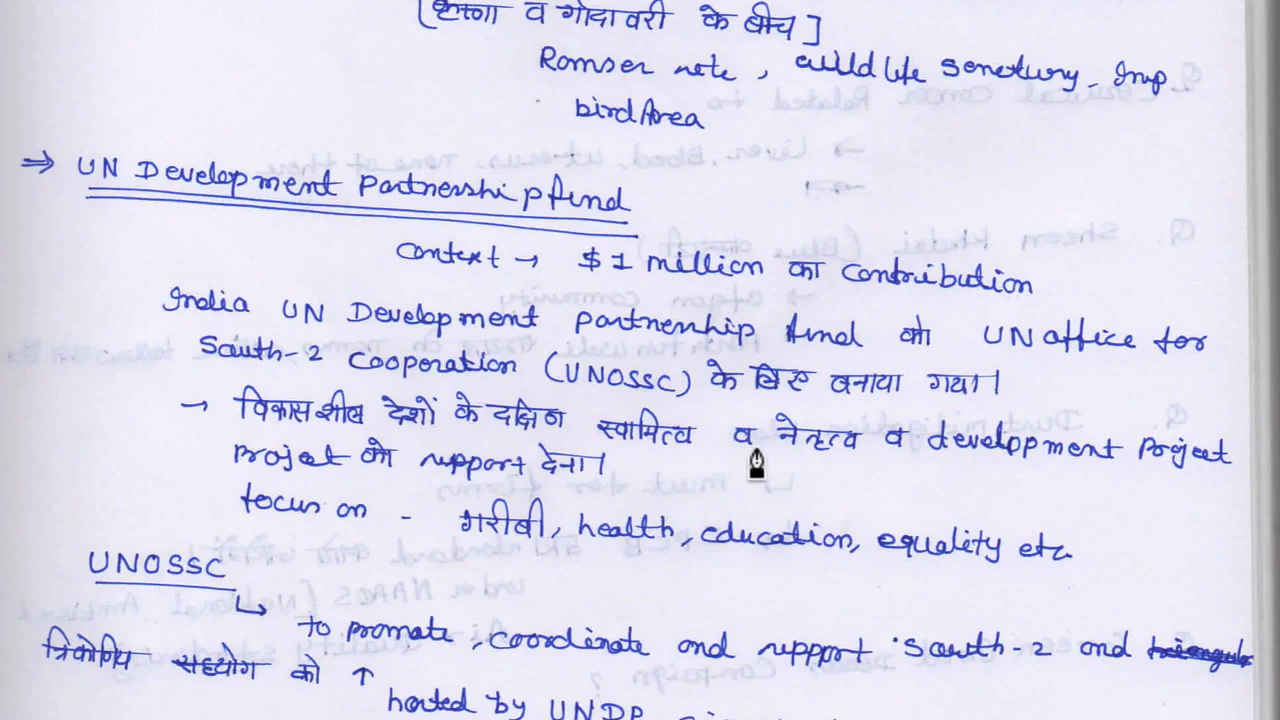 [कृष्णा व गोदावरी के बीच]
Romser note, wildlife Sanctuary - Imp
bird Area
⇒ UN Development Partnership fund
Context → $ 1 million का contribution
India UN Development partnership fund को UN office for
South-2 Cooperation (UNOSSC) के लिए बनाया गया।
→ विकासशील देशों के दक्षिण स्वामित्व व नेतृत्व व development Project
Project को support देना।
focus on - गरीबी, health, education, equality etc
UNOSSC
↳ to promote, coordinate and support South-2 and
त्रिकोणीय सहयोग को ↑
hosted by UNDP